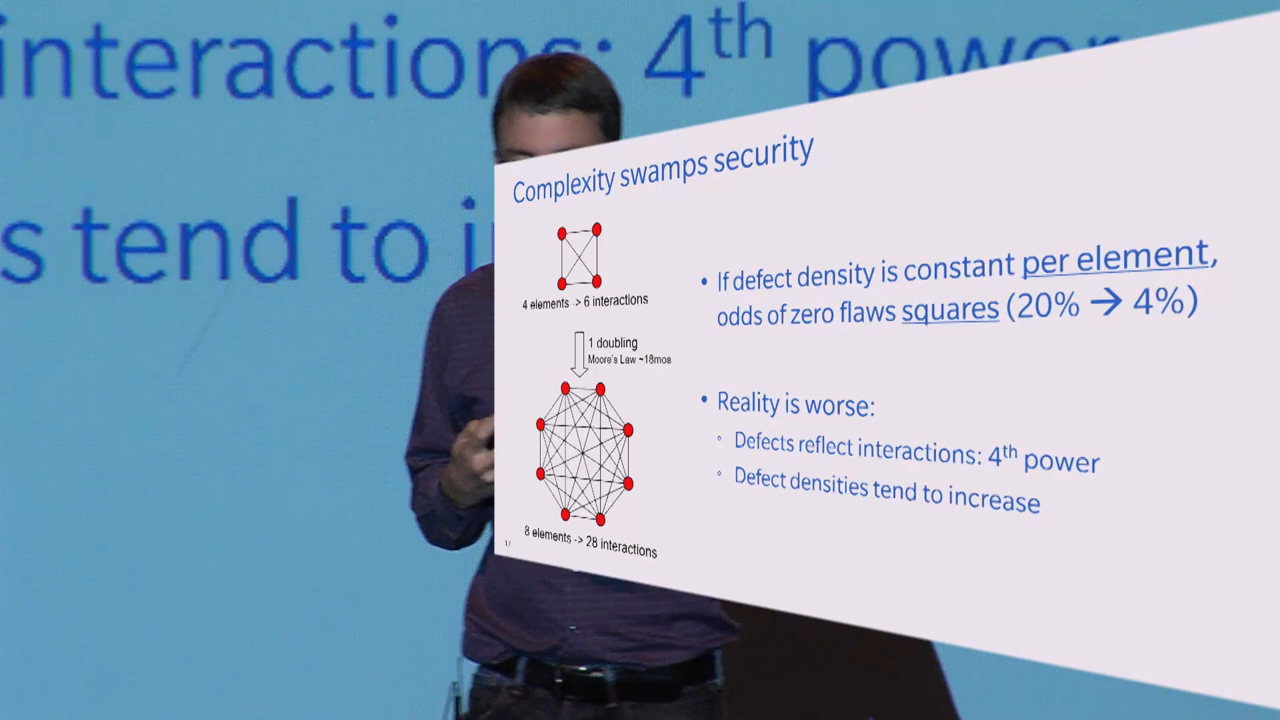 interactions: 4th power
s tend to i
Complexity swamps security
4 elements -> 6 interactions
1 doubling
Moore's Law ~18mos
8 elements -> 28 interactions
17
• If defect density is constant per element,
odds of zero flaws squares (20% → 4%)
• Reality is worse:
◦ Defects reflect interactions: 4th power
◦ Defect densities tend to increase